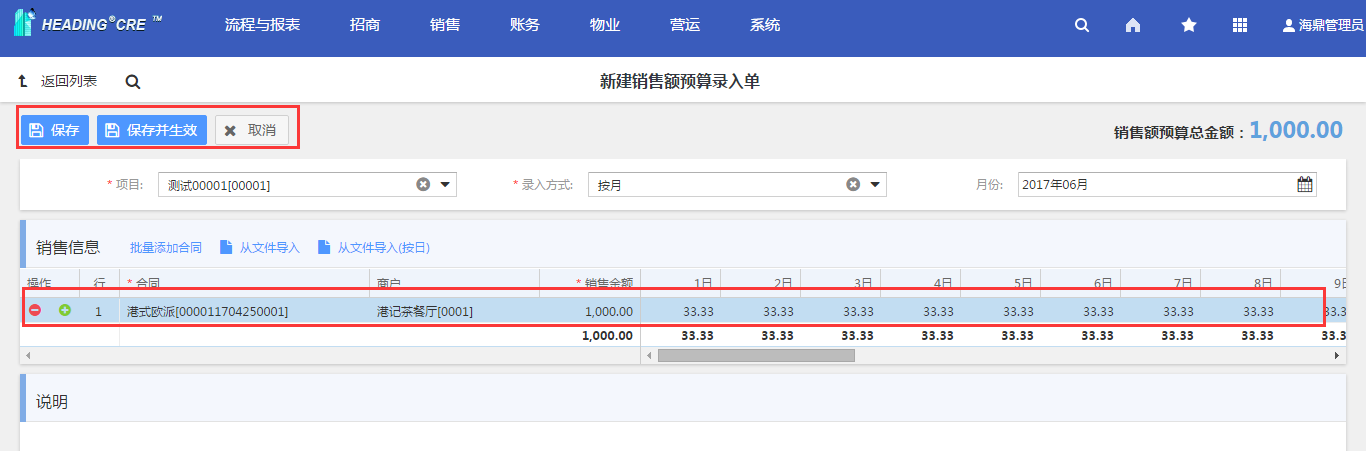 HEADING®CRE ™ 流程与报表 招商 销售 账务 物业 营运 系统 海鼎管理员
返回列表 新建销售额预算录入单
保存 保存并生效 取消 销售额预算总金额：1,000.00
* 项目: 测试00001[00001] * 录入方式: 按月 月份: 2017年06月
销售信息 批量添加合同 从文件导入 从文件导入(按日)
操作 行 * 合同 商户 * 销售金额 1日 2日 3日 4日 5日 6日 7日 8日 9日
1 港式欧派[000011704250001] 港记茶餐厅[0001] 1,000.00 33.33 33.33 33.33 33.33 33.33 33.33 33.33 33.33 33.3
1,000.00 33.33 33.33 33.33 33.33 33.33 33.33 33.33 33.33 33.3
说明